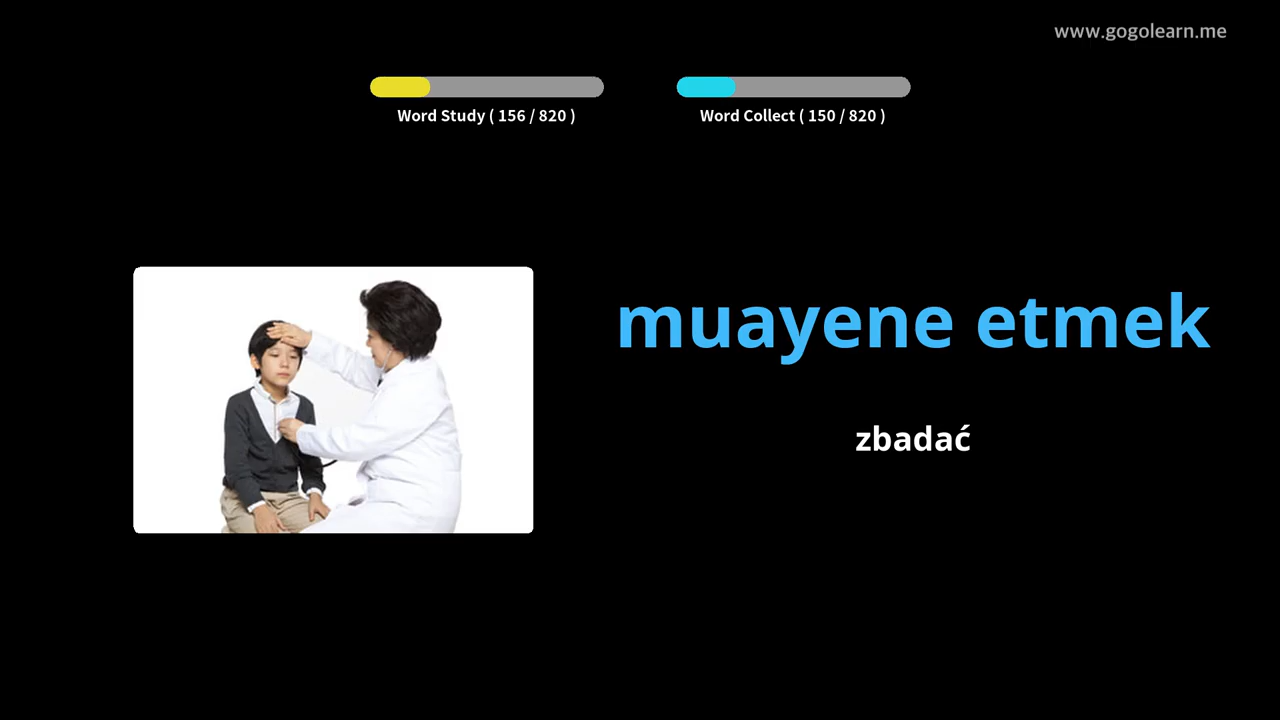 www.gogolearn.me
Word Study ( 156 / 820 )
Word Collect ( 150 / 820 )
muayene etmek
zbadać